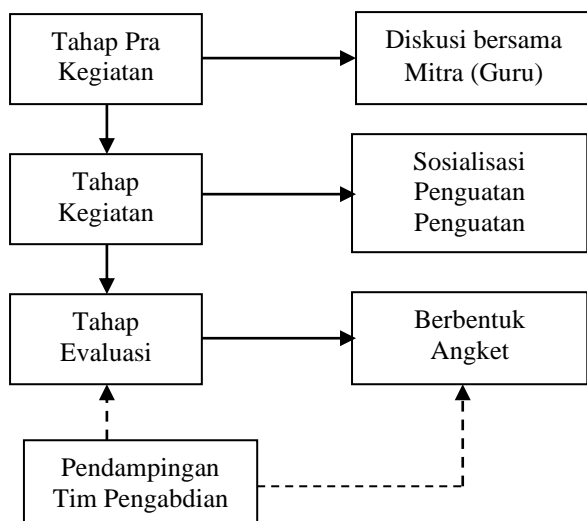 Tahap Pra
Kegiatan
Diskusi bersama
Mitra (Guru)
Tahap
Kegiatan
Sosialisasi
Penguatan
Penguatan
Tahap
Evaluasi
Berbentuk
Angket
Pendampingan
Tim Pengabdian